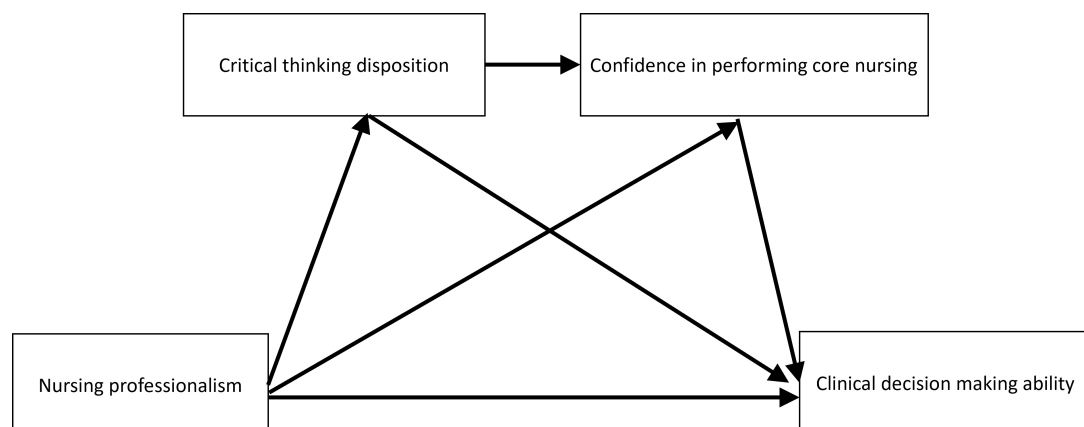 Critical thinking disposition
Confidence in performing core nursing
Nursing professionalism
Clinical decision making ability